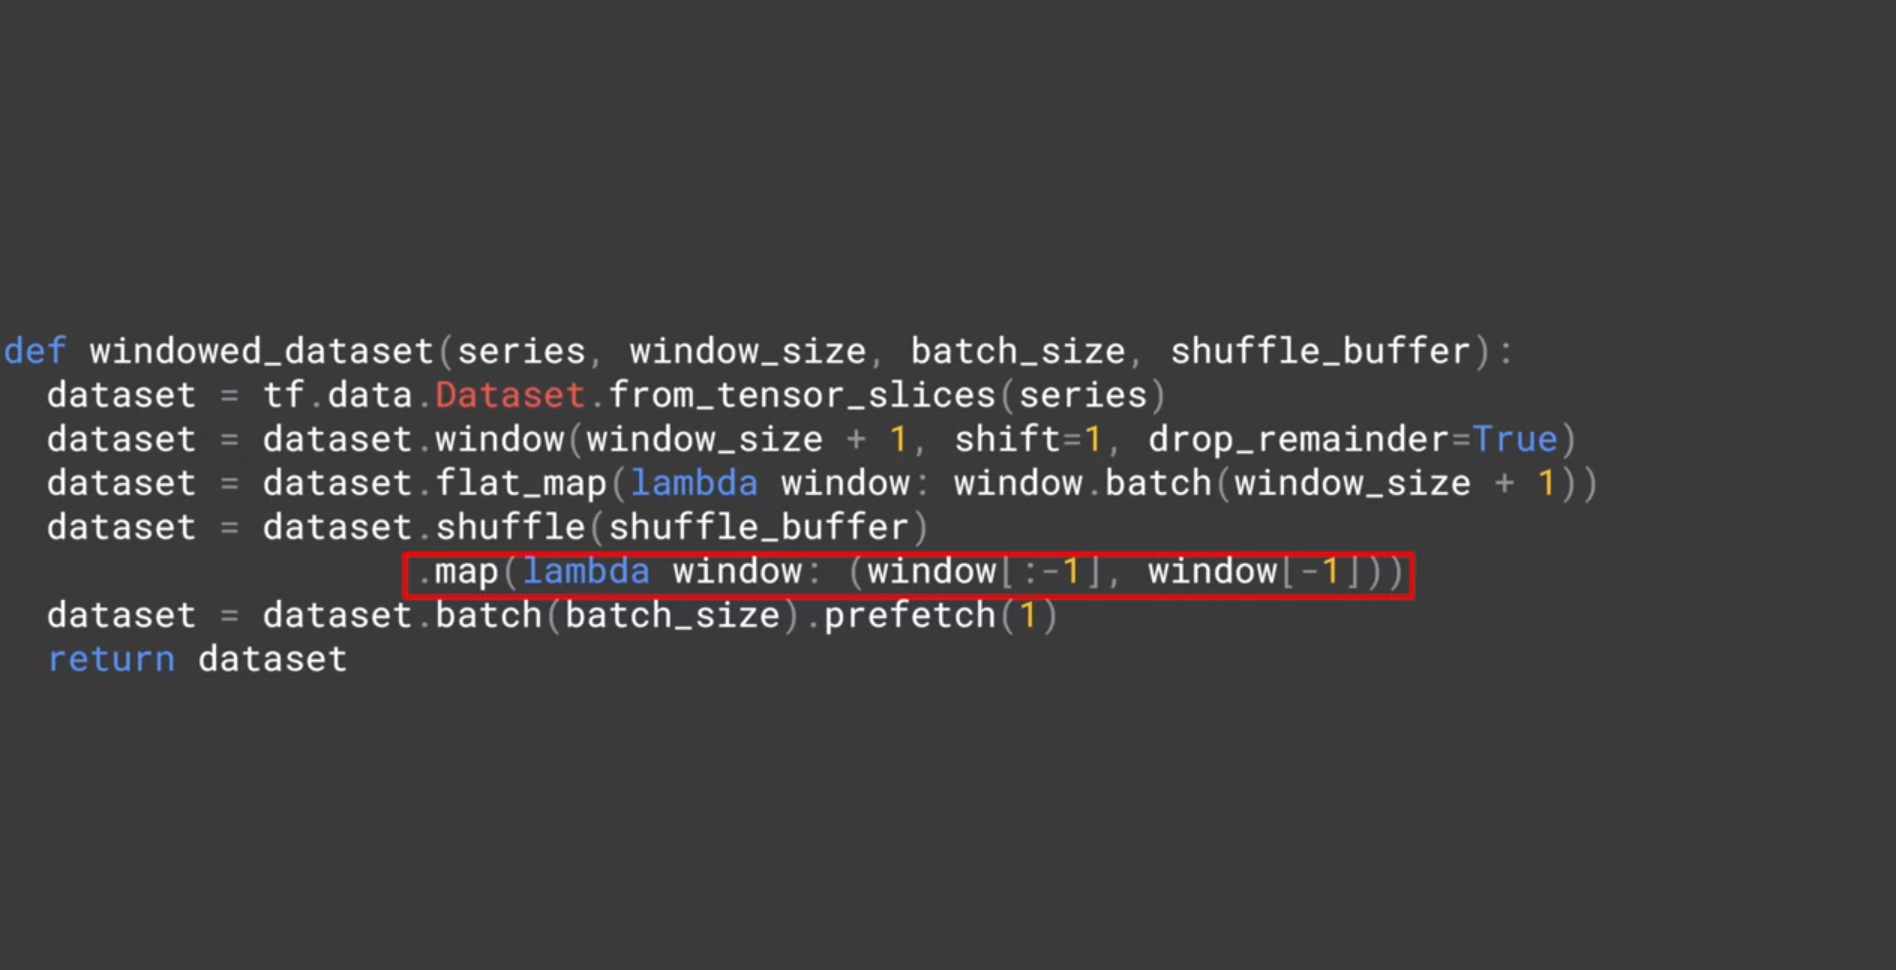 def windowed_dataset(series, window_size, batch_size, shuffle_buffer):
  dataset = tf.data.Dataset.from_tensor_slices(series)
  dataset = dataset.window(window_size + 1, shift=1, drop_remainder=True)
  dataset = dataset.flat_map(lambda window: window.batch(window_size + 1))
  dataset = dataset.shuffle(shuffle_buffer)
                   .map(lambda window: (window[:-1], window[-1]))
  dataset = dataset.batch(batch_size).prefetch(1)
  return dataset